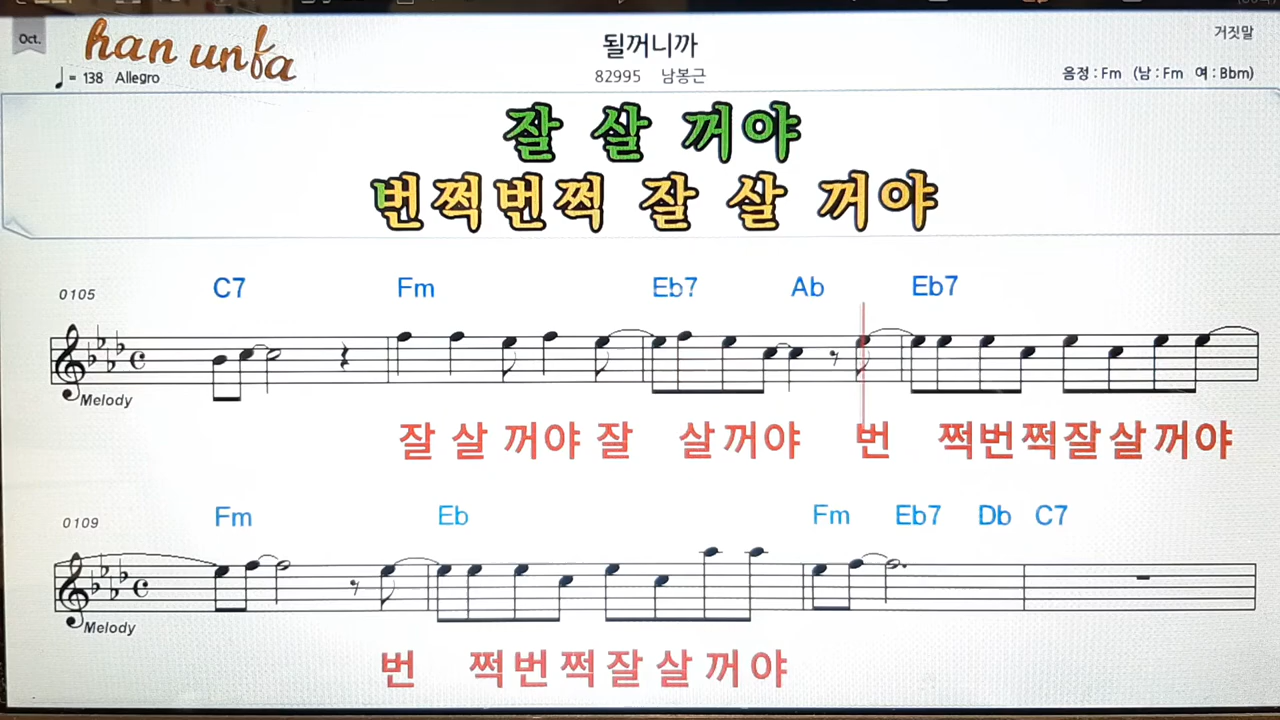 Oct.
han unfa
= 138 Allegro
될꺼니까
82995 남봉근
거짓말
음정 : Fm (남 : Fm 여 : Bbm)
잘 살 꺼야
번쩍번쩍 잘 살 꺼야
0105
C7 Fm Eb7 Ab Eb7
Melody
잘 살 꺼야 잘 살꺼야 번 쩍번쩍잘살꺼야
0109
Fm Eb Fm Eb7 Db C7
Melody
번 쩍번쩍잘살꺼야